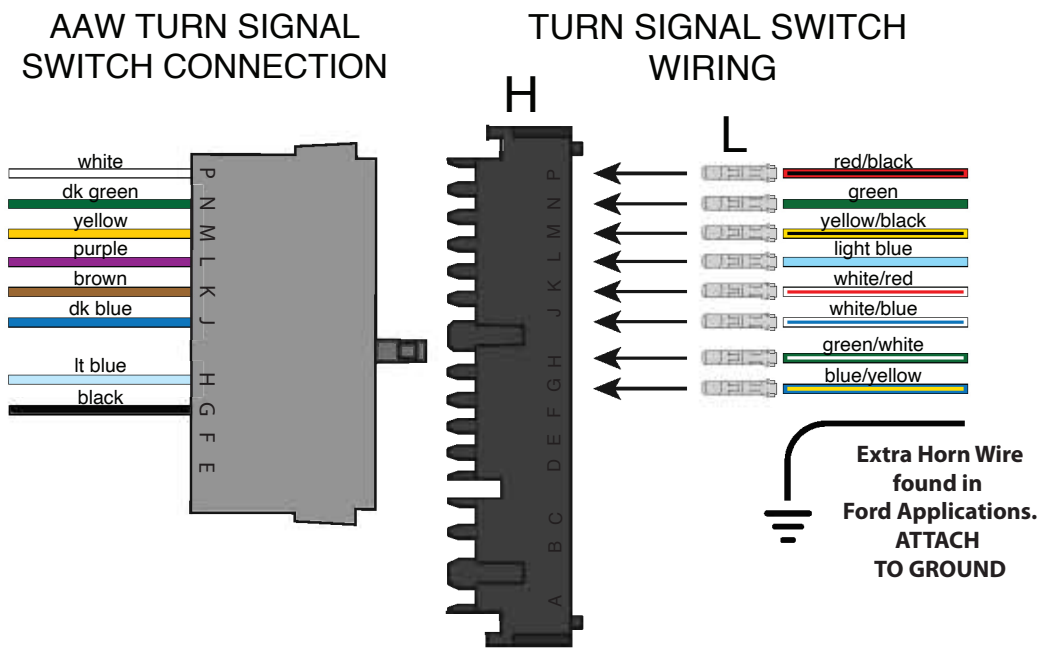 AAW TURN SIGNAL
SWITCH CONNECTION
TURN SIGNAL SWITCH
WIRING
H
L
white
dk green
yellow
purple
brown
dk blue
lt blue
black
P
N
M
L
K
J
H
G
F
E
P
N
M
L
K
J
H
G
F
E
D
C
B
A
red/black
green
yellow/black
light blue
white/red
white/blue
green/white
blue/yellow
Extra Horn Wire
found in
Ford Applications.
ATTACH
TO GROUND